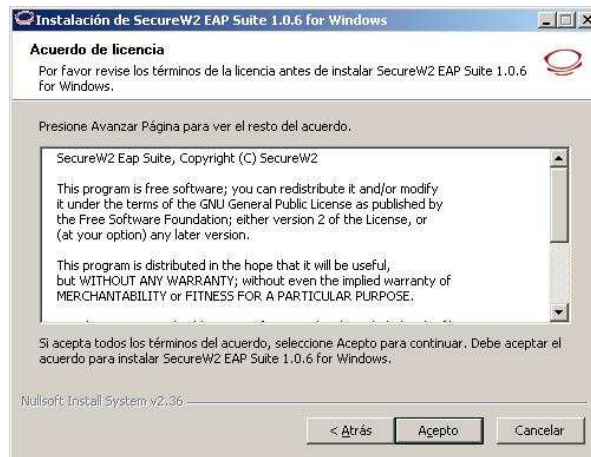 Instalación de SecureW2 EAP Suite 1.0.6 for Windows
Acuerdo de licencia
Por favor revise los términos de la licencia antes de instalar SecureW2 EAP Suite 1.0.6
for Windows.
Presione Avanzar Página para ver el resto del acuerdo.
SecureW2 Eap Suite, Copyright (C) SecureW2
This program is free software; you can redistribute it and/or modify
it under the terms of the GNU General Public License as published by
the Free Software Foundation; either version 2 of the License, or
(at your option) any later version.
This program is distributed in the hope that it will be useful,
but WITHOUT ANY WARRANTY; without even the implied warranty of
MERCHANTABILITY or FITNESS FOR A PARTICULAR PURPOSE.
Si acepta todos los términos del acuerdo, seleccione Acepto para continuar. Debe aceptar el
acuerdo para instalar SecureW2 EAP Suite 1.0.6 for Windows.
Nullsoft Install System v2.36
< Atrás Acepto Cancelar